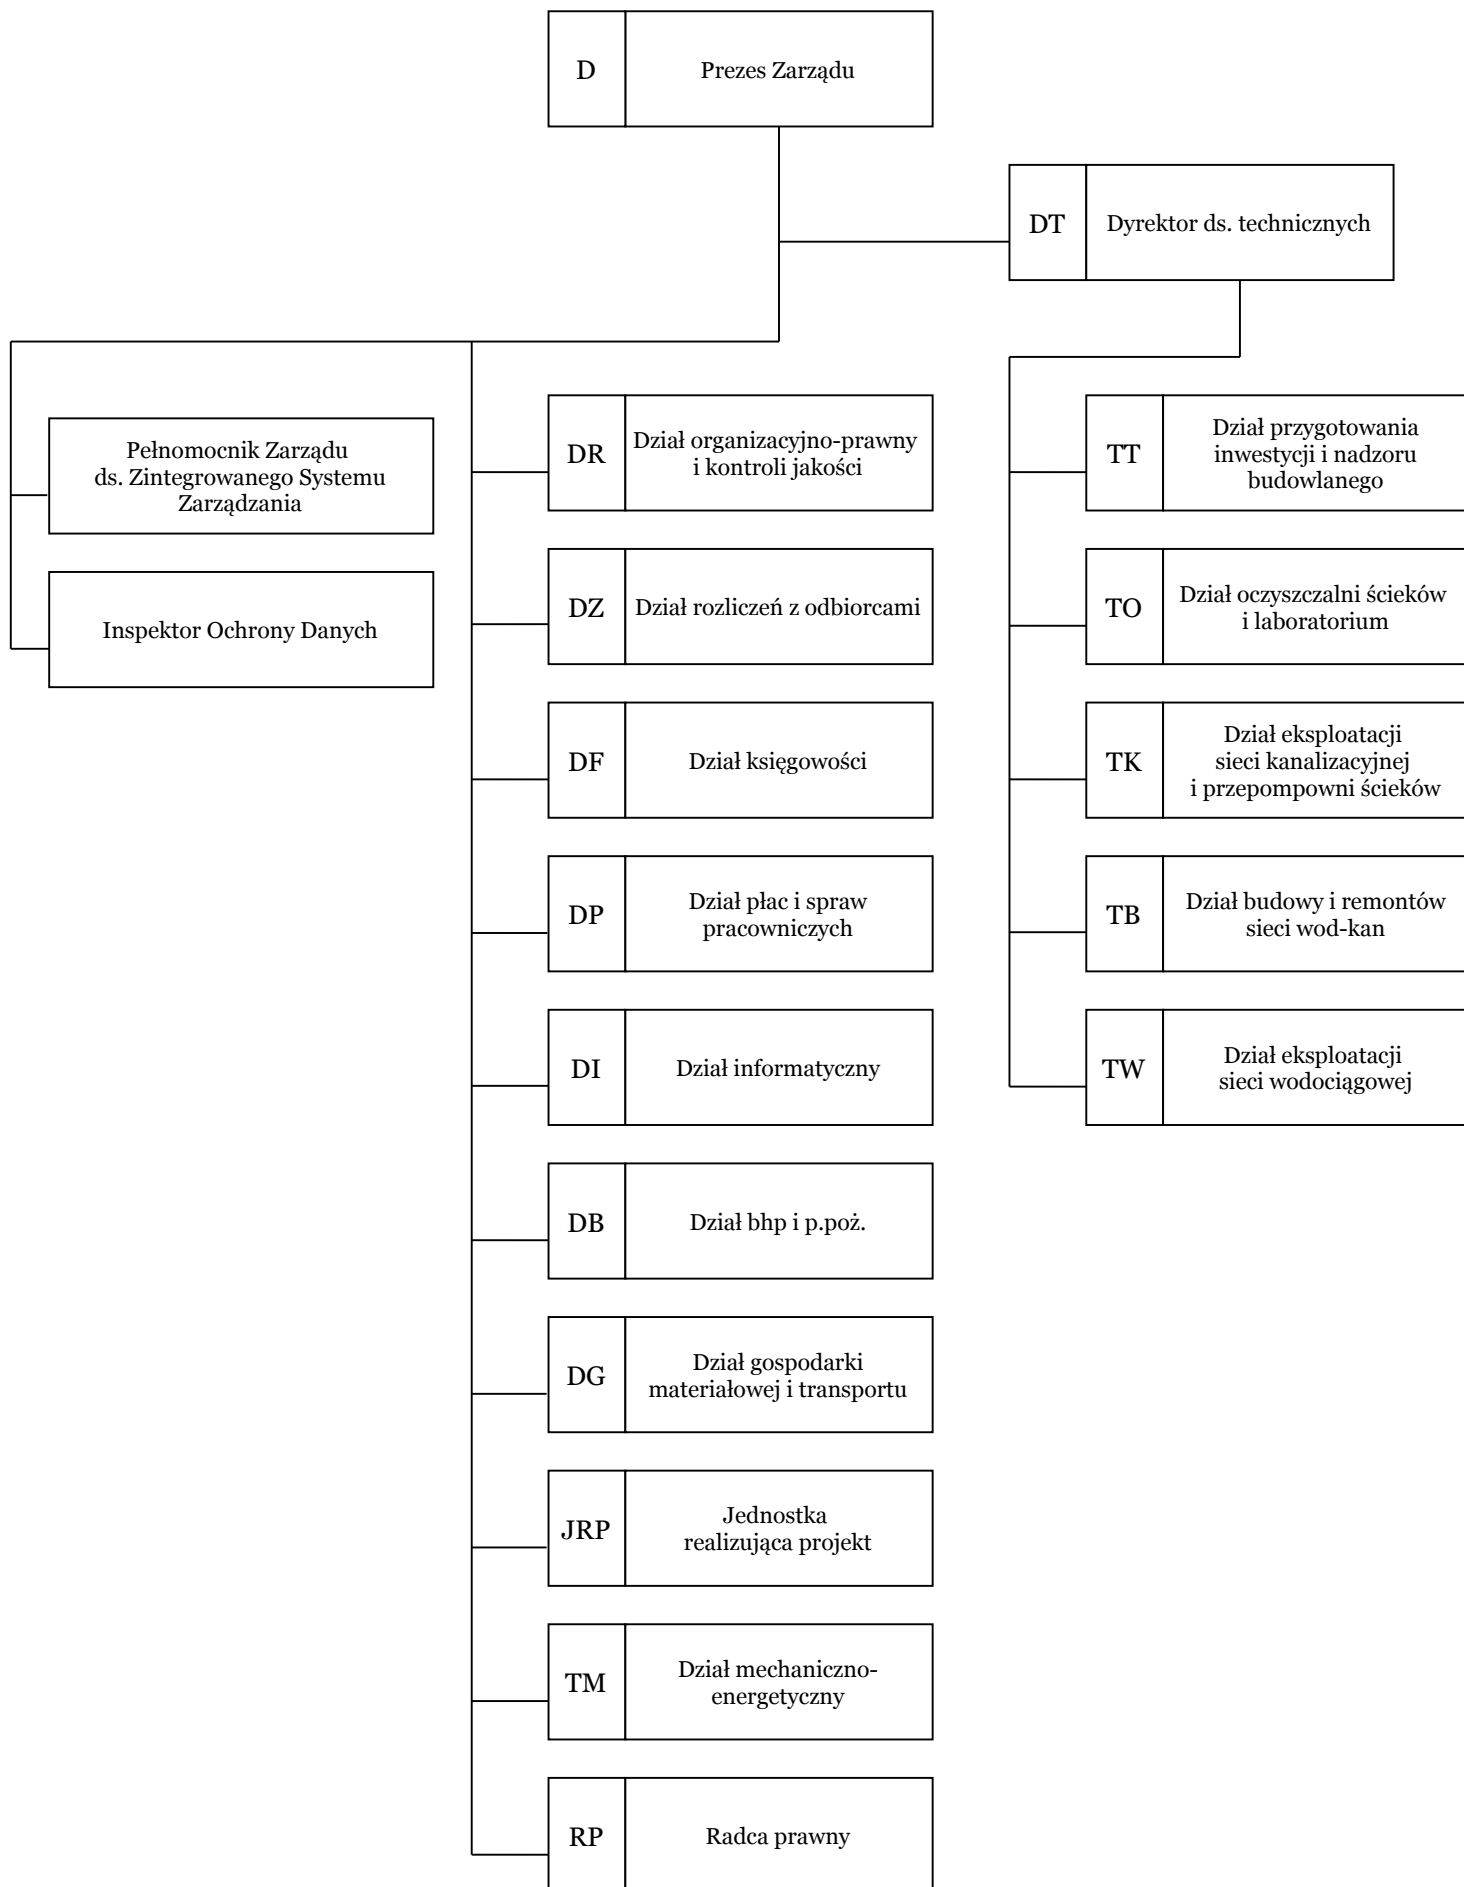 D
Prezes Zarządu
DT
Dyrektor ds. technicznych
Pełnomocnik Zarządu
ds. Zintegrowanego Systemu
Zarządzania
Inspektor Ochrony Danych
DR
Dział organizacyjno-prawny
i kontroli jakości
DZ
Dział rozliczeń z odbiorcami
DF
Dział księgowości
DP
Dział płac i spraw
pracowniczych
DI
Dział informatyczny
DB
Dział bhp i p.poż.
DG
Dział gospodarki
materiałowej i transportu
JRP
Jednostka
realizująca projekt
TM
Dział mechaniczno-
energetyczny
RP
Radca prawny
TT
Dział przygotowania
inwestycji i nadzoru
budowlanego
TO
Dział oczyszczalni ścieków
i laboratorium
TK
Dział eksploatacji
sieci kanalizacyjnej
i przepompowni ścieków
TB
Dział budowy i remontów
sieci wod-kan
TW
Dział eksploatacji
sieci wodociągowej